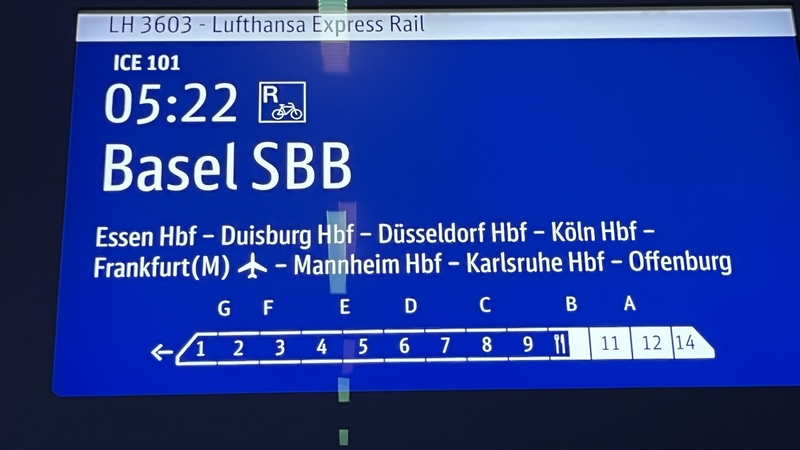 LH 3603 - Lufthansa Express Rail
ICE 101
05:22 R
Basel SBB
Essen Hbf – Duisburg Hbf – Düsseldorf Hbf – Köln Hbf –
Frankfurt(M) ✈ – Mannheim Hbf – Karlsruhe Hbf – Offenburg
G F E D C B A
← 1 2 3 4 5 6 7 8 9 11 12 14